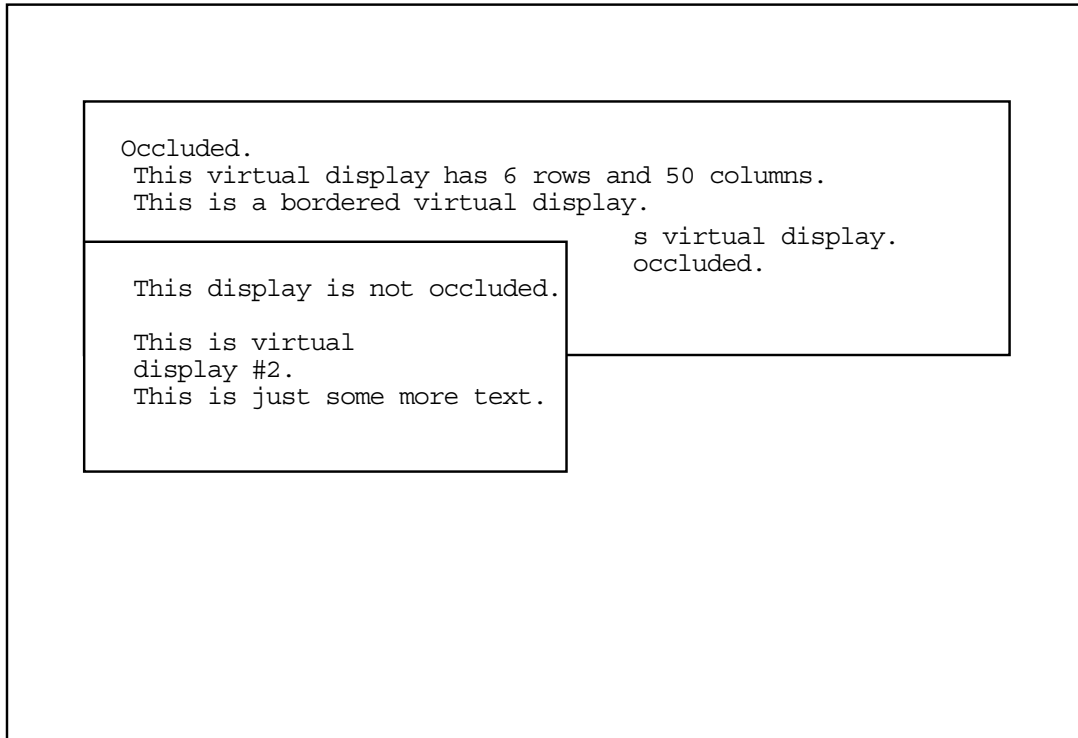 Occluded.
This virtual display has 6 rows and 50 columns.
This is a bordered virtual display.
s virtual display.
occluded.
This display is not occluded.
This is virtual
display #2.
This is just some more text.